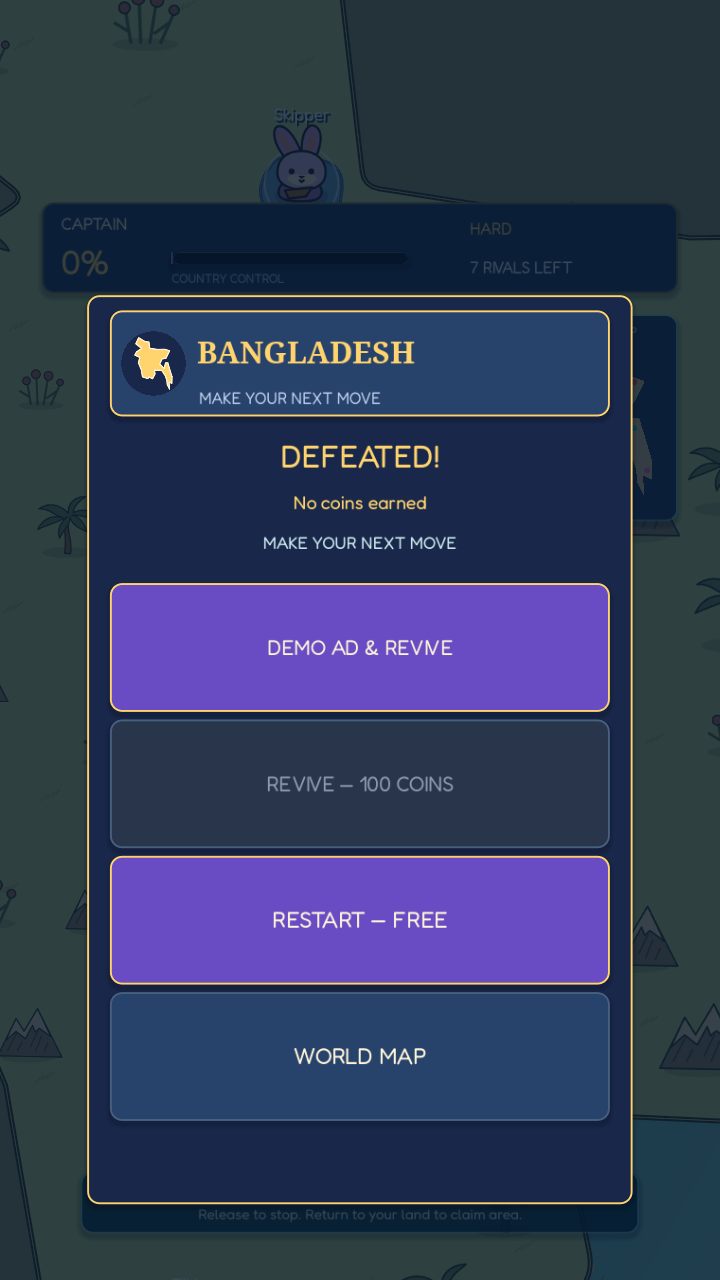 Skipper
CAPTAIN
HARD
0%
7 RIVALS LEFT
COUNTRY CONTROL
BANGLADESH
MAKE YOUR NEXT MOVE
DEFEATED!
No coins earned
MAKE YOUR NEXT MOVE
DEMO AD & REVIVE
REVIVE – 100 COINS
RESTART – FREE
WORLD MAP
Release to stop. Return to your land to claim area.